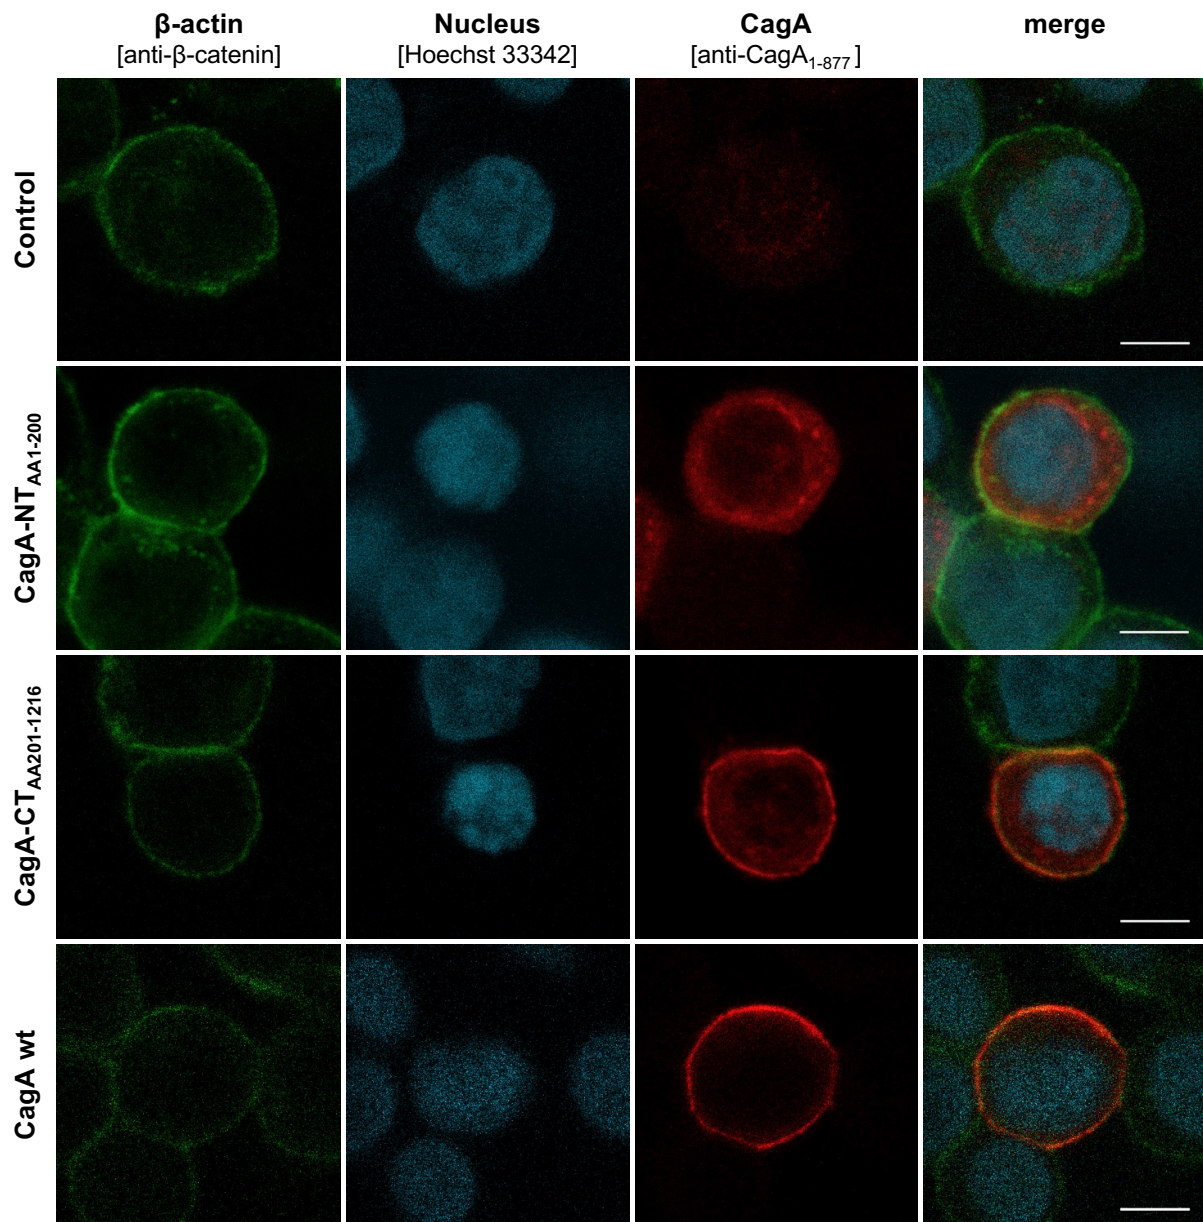 β-actin Nucleus CagA merge
[anti-β-catenin] [Hoechst 33342] [anti-CagA1-877]
Control
CagA-NTAA1-200
CagA-CTAA201-1216
CagA wt